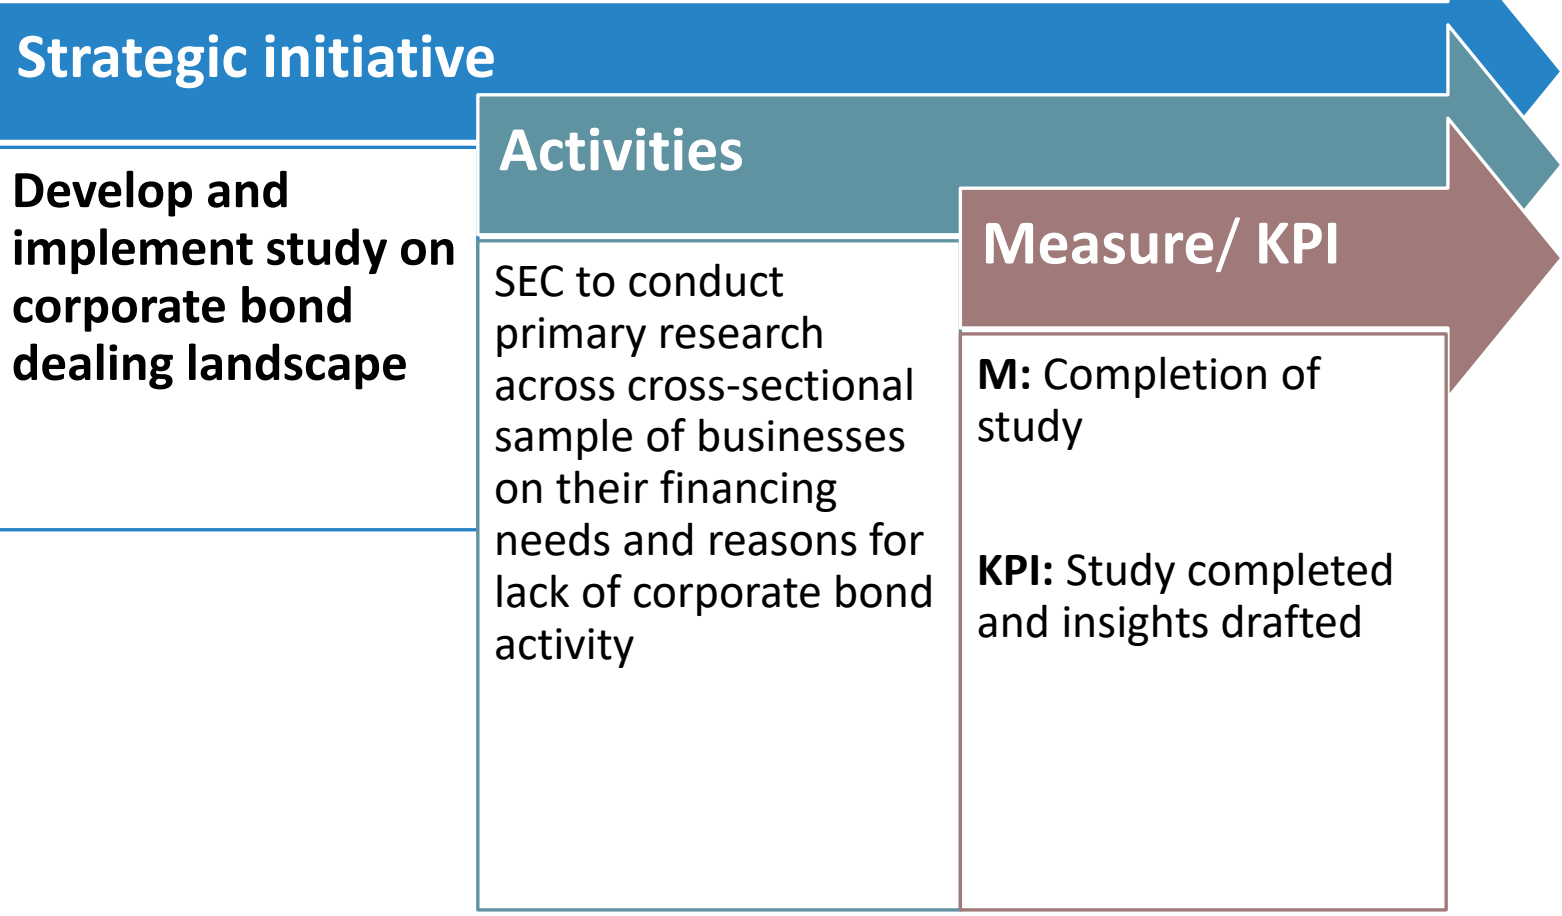 Strategic initiative
Develop and
implement study on
corporate bond
dealing landscape
Activities
SEC to conduct
primary research
across cross-sectional
sample of businesses
on their financing
needs and reasons for
lack of corporate bond
activity
Measure/ KPI
M: Completion of
study
KPI: Study completed
and insights drafted